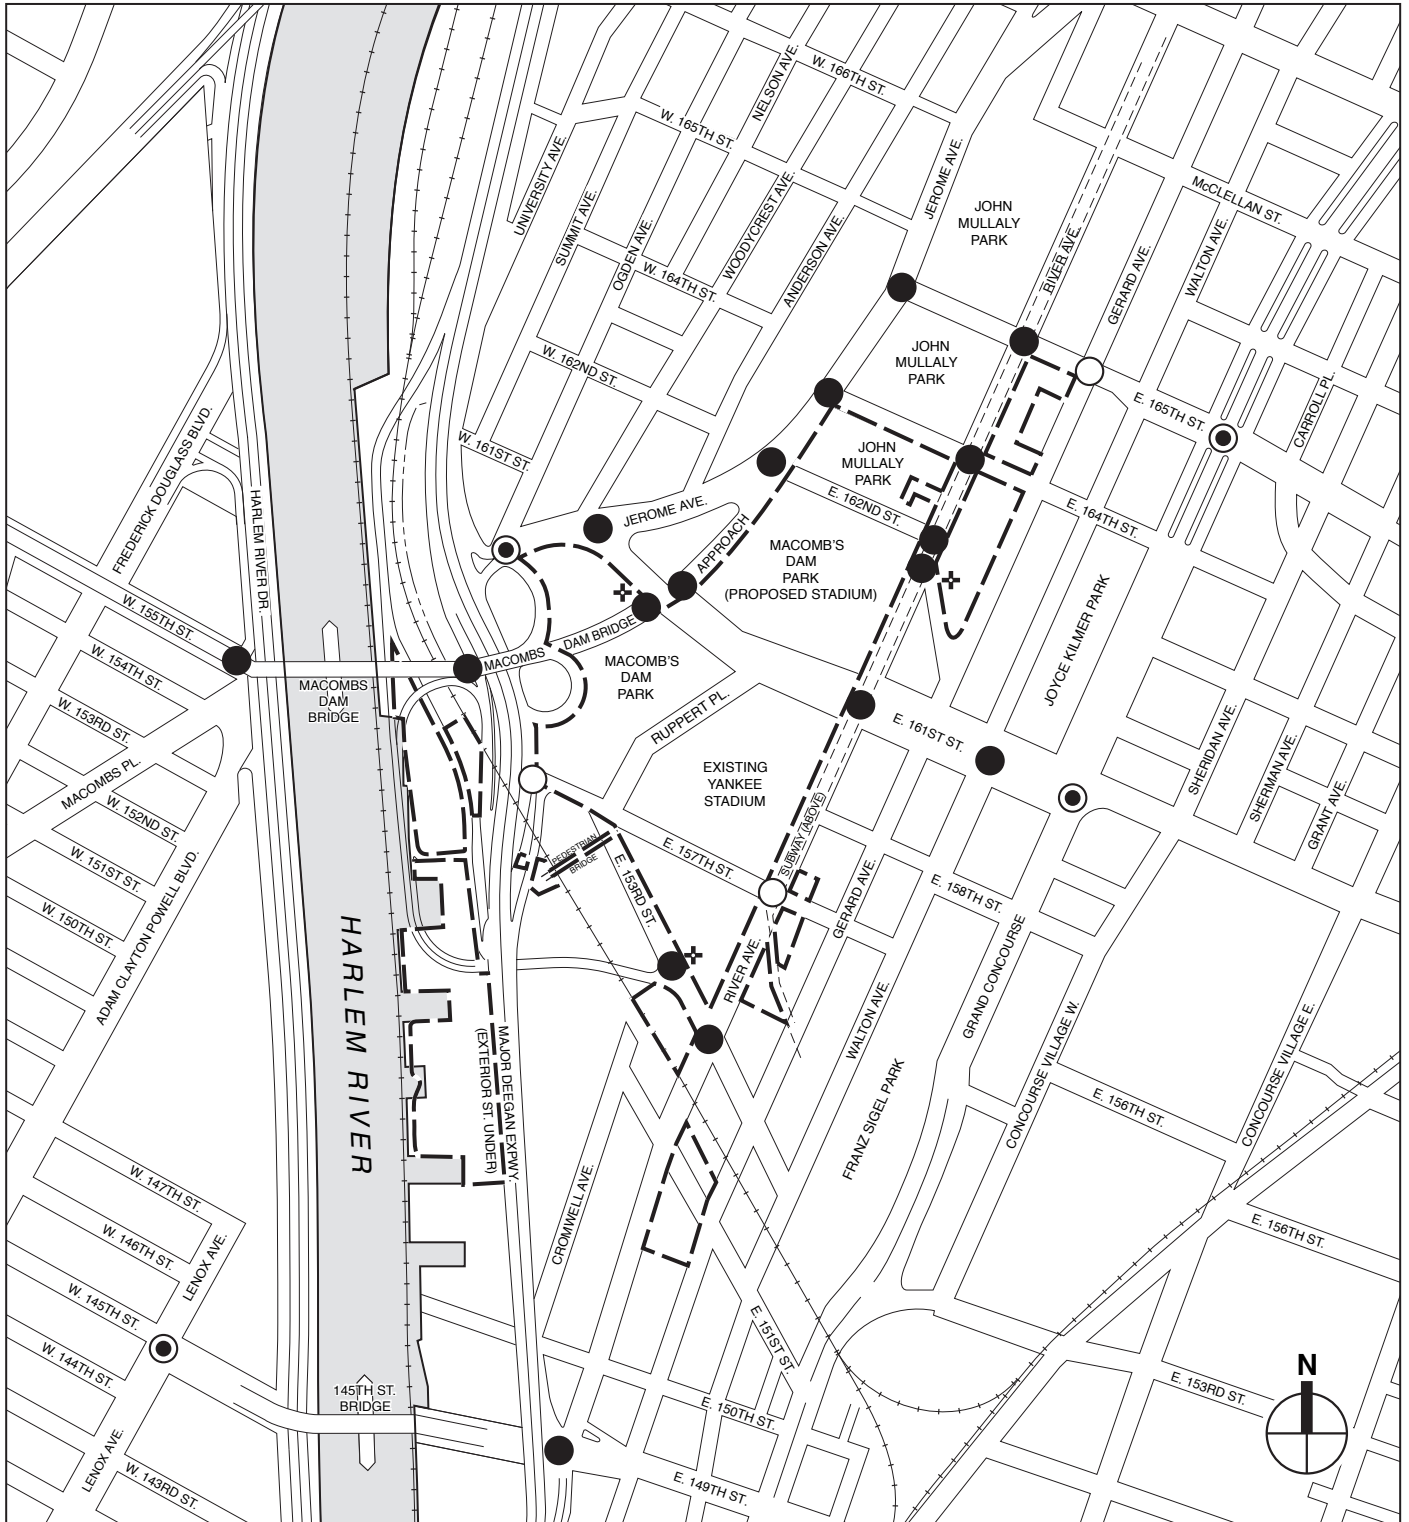 W. 166TH ST.
NELSON AVE.
W. 165TH ST.
UNIVERSITY AVE.
SUMMIT AVE.
OGDEN AVE.
WOODYCREST AVE.
ANDERSON AVE.
JEROME AVE.
JOHN
MULLALY
PARK
McCLELLAN ST.
RIVER AVE.
GERARD AVE.
WALTON AVE.
W. 164TH ST.
JOHN
MULLALY
PARK
W. 162ND ST.
E. 165TH ST.
CARROLL PL.
W. 161ST ST.
JOHN
MULLALY
PARK
FREDERICK DOUGLASS BLVD.
HARLEM RIVER DR.
JEROME AVE.
E. 162ND ST.
E. 164TH ST.
APPROACH
MACOMB'S
DAM
PARK
(PROPOSED STADIUM)
JOYCE KILMER PARK
W. 155TH ST.
W. 154TH ST.
W. 153RD ST.
MACOMBS
DAM
BRIDGE
MACOMBS
DAM BRIDGE
MACOMB'S
DAM
PARK
RUPPERT PL.
E. 161ST ST.
SHERIDAN AVE.
SHERMAN AVE.
GRANT AVE.
MACOMBS PL.
W. 152ND ST.
W. 151ST ST.
W. 150TH ST.
ADAM CLAYTON POWELL BLVD.
EXISTING
YANKEE
STADIUM
SUBWAY (ABOVE)
PEDESTRIAN
BRIDGE
E. 153RD ST.
E. 157TH ST.
GERARD AVE.
E. 158TH ST.
HARLEM RIVER
RIVER AVE.
WALTON AVE.
GRAND CONCOURSE
CONCOURSE VILLAGE W.
CONCOURSE VILLAGE E.
MAJOR DEEGAN EXPWY.
(EXTERIOR ST. UNDER)
FRANZ SIGEL PARK
E. 156TH ST.
W. 147TH ST.
W. 146TH ST.
LENOX AVE.
CROMWELL AVE.
E. 156TH ST.
W. 145TH ST.
W. 144TH ST.
145TH ST.
BRIDGE
E. 151ST ST.
E. 153RD ST.
N
E. 150TH ST.
LENOX AVE.
W. 143RD ST.
E. 149TH ST.